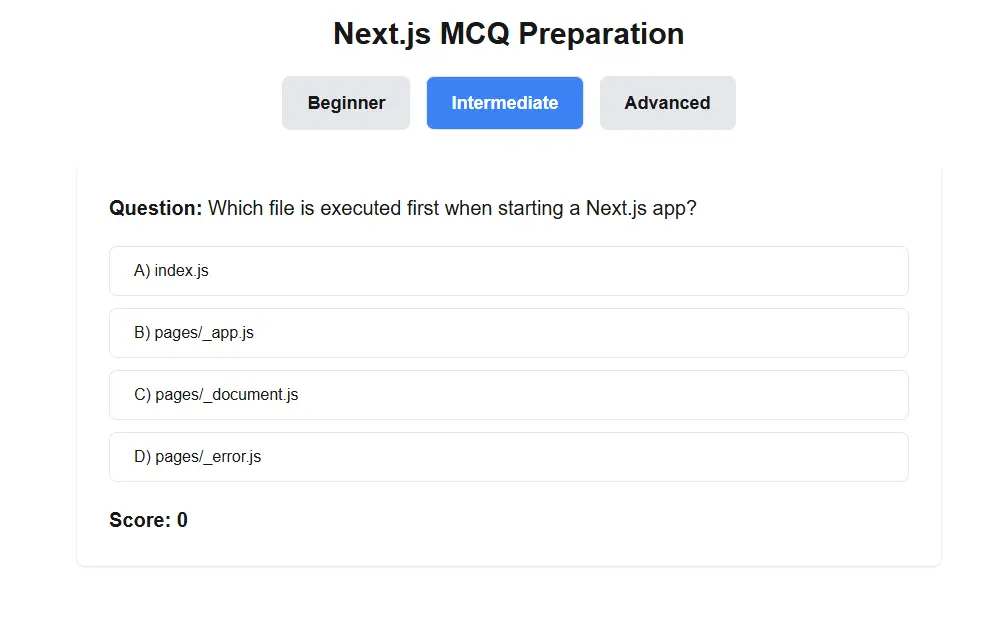 Next.js MCQ Preparation
Beginner Intermediate Advanced
Question: Which file is executed first when starting a Next.js app?
A) index.js
B) pages/_app.js
C) pages/_document.js
D) pages/_error.js
Score: 0